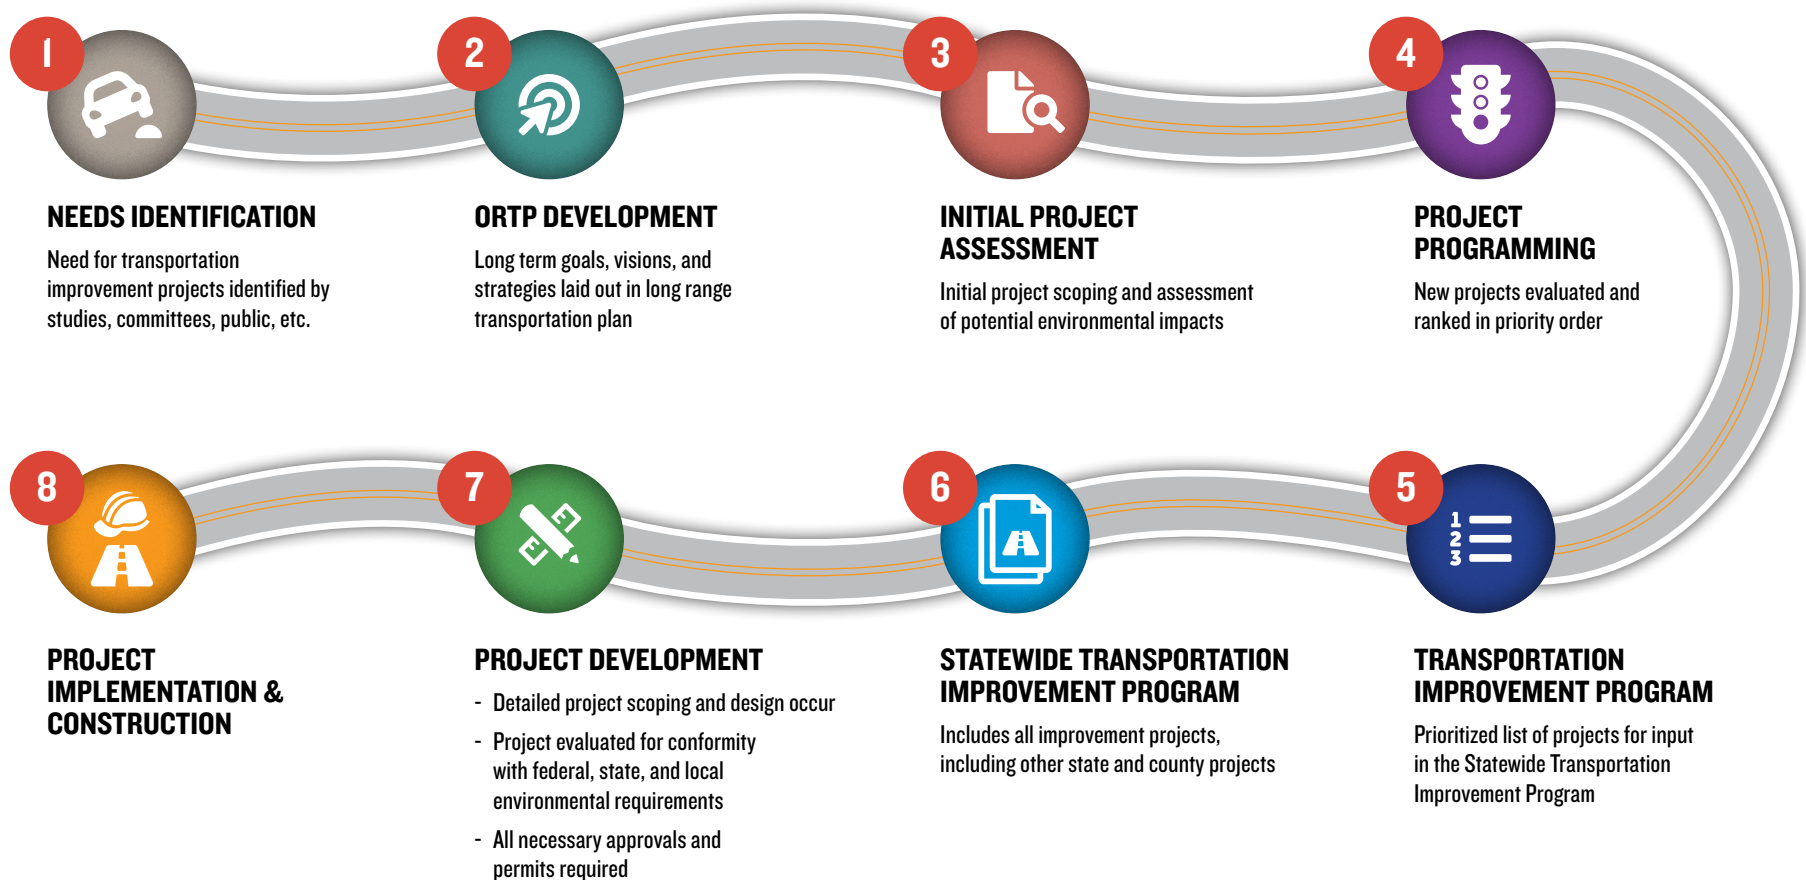 1
NEEDS IDENTIFICATION
Need for transportation
improvement projects identified by
studies, committees, public, etc.
2
ORTP DEVELOPMENT
Long term goals, visions, and
strategies laid out in long range
transportation plan
3
INITIAL PROJECT
ASSESSMENT
Initial project scoping and assessment
of potential environmental impacts
4
PROJECT
PROGRAMMING
New projects evaluated and
ranked in priority order
5
1
2
3
TRANSPORTATION
IMPROVEMENT PROGRAM
Prioritized list of projects for input
in the Statewide Transportation
Improvement Program
6
STATEWIDE TRANSPORTATION
IMPROVEMENT PROGRAM
Includes all improvement projects,
including other state and county projects
7
PROJECT DEVELOPMENT
- Detailed project scoping and design occur
- Project evaluated for conformity
with federal, state, and local
environmental requirements
- All necessary approvals and
permits required
8
PROJECT
IMPLEMENTATION &
CONSTRUCTION